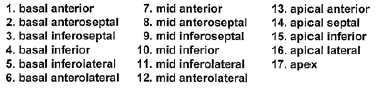 1. basal anterior
2. basal anteroseptal
3. basal inferoseptal
4. basal inferior
5. basal inferolateral
6. basal anterolateral
7. mid anterior
8. mid anteroseptal
9. mid inferoseptal
10. mid inferior
11. mid inferolateral
12. mid anterolateral
13. apical anterior
14. apical septal
15. apical inferior
16. apical lateral
17. apex